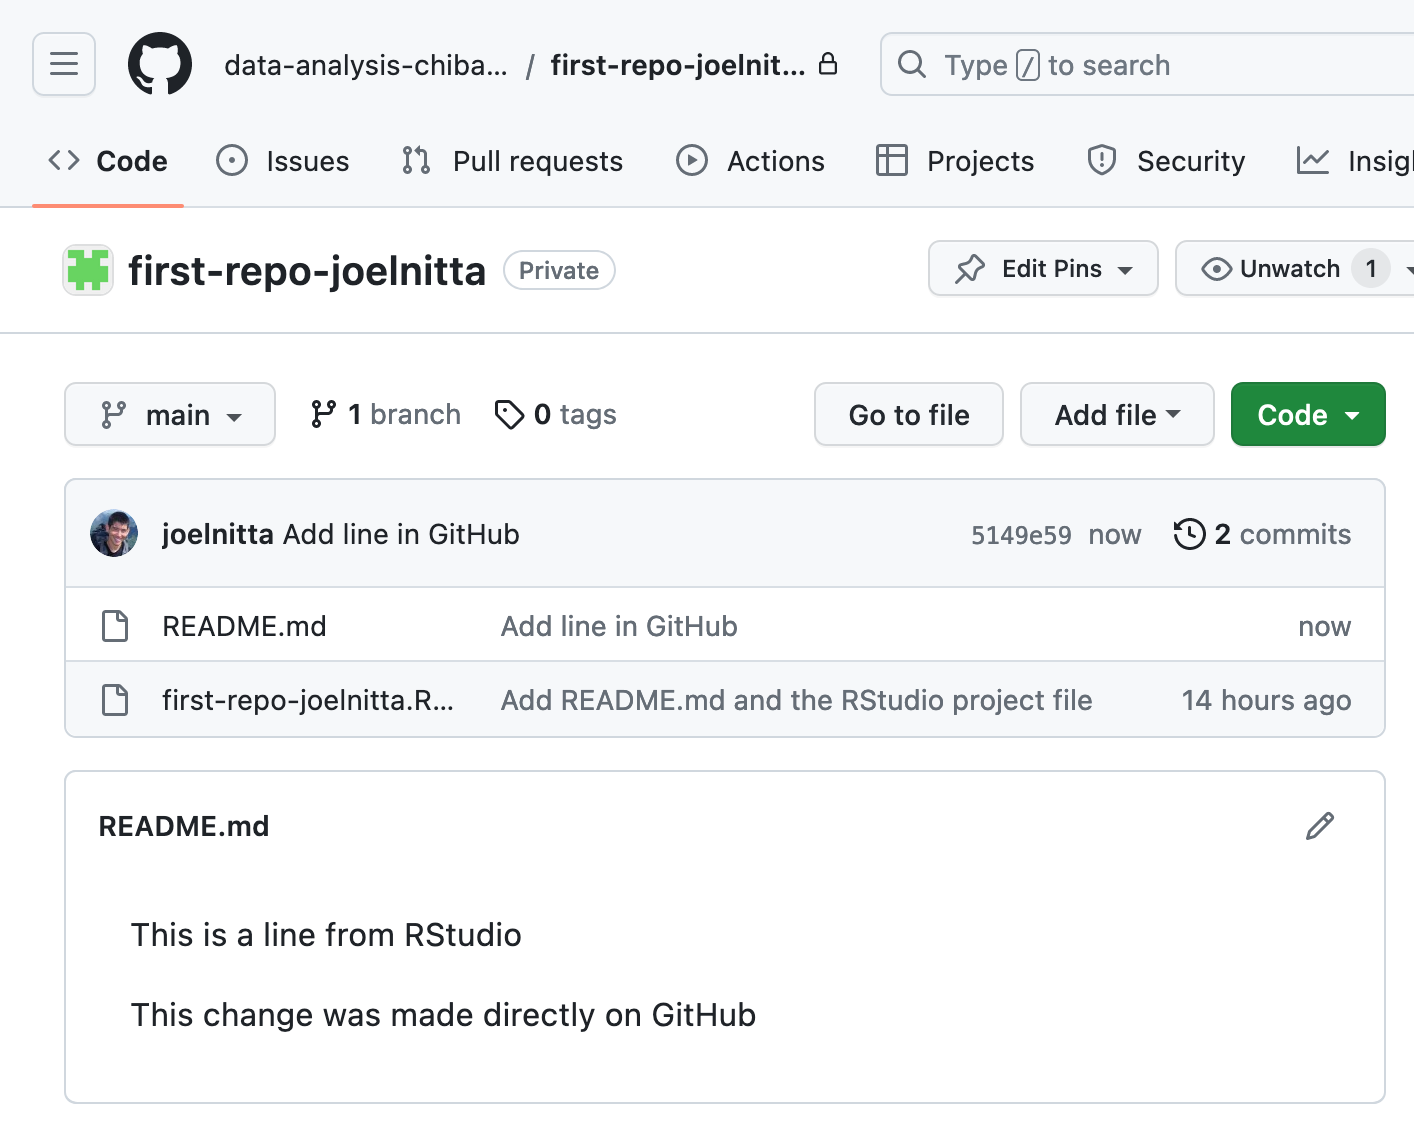 data-analysis-chiba... / first-repo-joelnit... Type / to search
Code Issues Pull requests Actions Projects Security Insigh
first-repo-joelnitta Private Edit Pins Unwatch 1
main 1 branch 0 tags Go to file Add file Code
joelnitta Add line in GitHub 5149e59 now 2 commits
README.md Add line in GitHub now
first-repo-joelnitta.R... Add README.md and the RStudio project file 14 hours ago
README.md
This is a line from RStudio
This change was made directly on GitHub